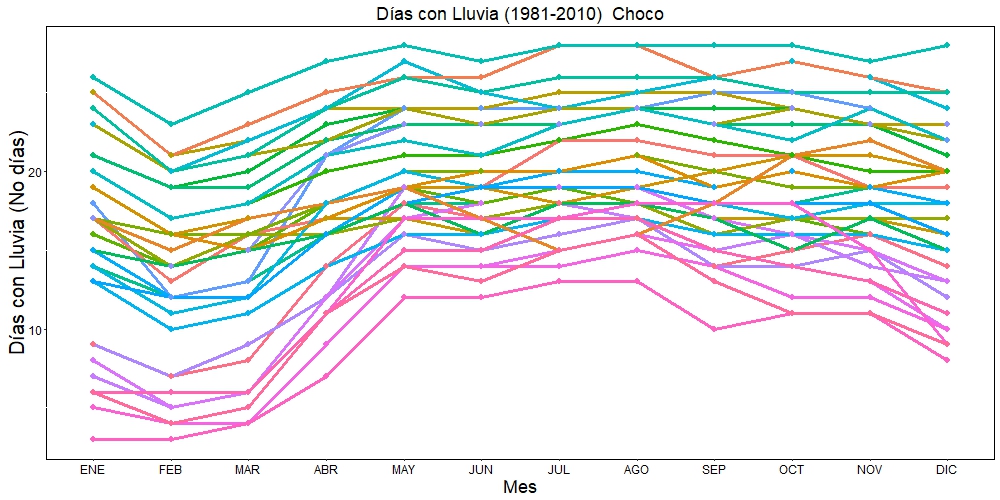 Días con Lluvia (1981-2010) Choco
Días con Lluvia (No días)
20
10
ENE FEB MAR ABR MAY JUN JUL AGO SEP OCT NOV DIC
Mes